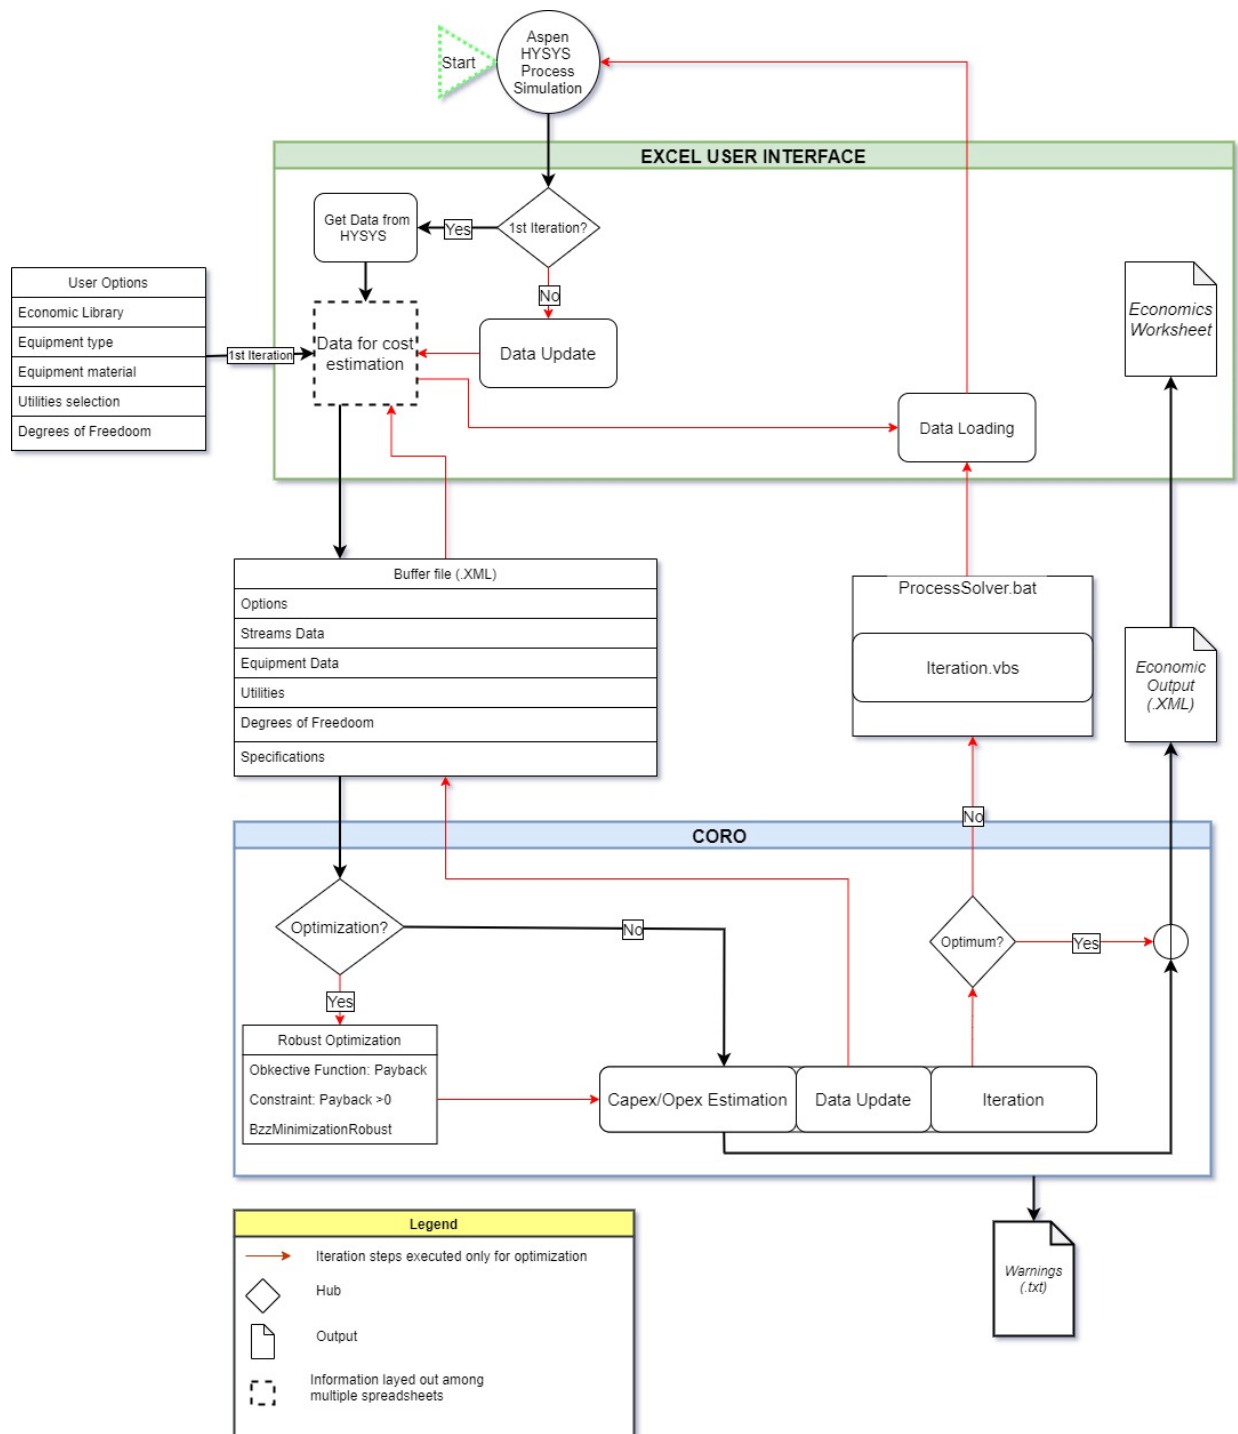 Start
Aspen
HYSYS
Process
Simulation
EXCEL USER INTERFACE
Get Data from
HYSYS
Yes
1st Iteration?
No
User Options
Economic Library
Equipment type
Equipment material
Utilities selection
Degrees of Freedoom
1st Iteration
Data for cost
estimation
Data Update
Economics
Worksheet
Data Loading
Buffer file (.XML)
Options
Streams Data
Equipment Data
Utilities
Degrees of Freedoom
Specifications
ProcessSolver.bat
Iteration.vbs
Economic
Output
(.XML)
No
CORO
Optimization?
No
Optimum?
Yes
Yes
Robust Optimization
Obkective Function: Payback
Constraint: Payback >0
BzzMinimizationRobust
Capex/Opex Estimation
Data Update
Iteration
Legend
Iteration steps executed only for optimization
Hub
Output
Information layed out among
multiple spreadsheets
Warnings
(.txt)